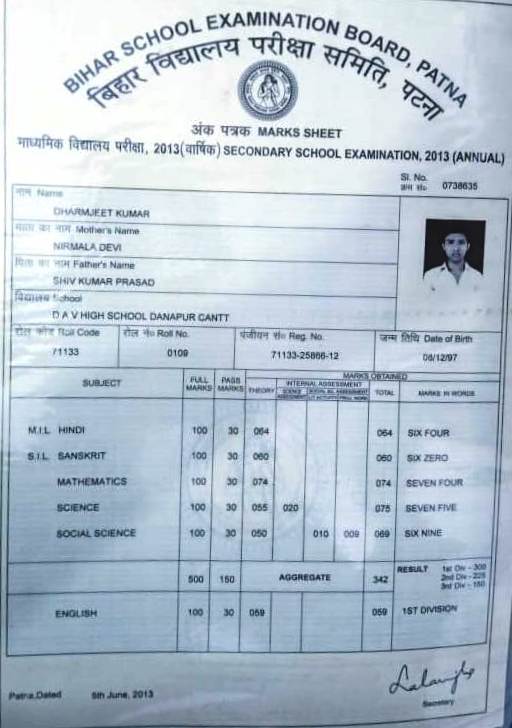 BIHAR SCHOOL EXAMINATION BOARD, PATNA
बिहार विद्यालय परीक्षा समिति, पटना
अंक पत्रक MARKS SHEET
माध्यमिक विद्यालय परीक्षा, 2013(वार्षिक) SECONDARY SCHOOL EXAMINATION, 2013 (ANNUAL)
Sl. No.
क्रम सं० 0738635
नाम Name
DHARMJEET KUMAR
माता का नाम Mother's Name
NIRMALA DEVI
पिता का नाम Father's Name
SHIV KUMAR PRASAD
विद्यालय School
D A V HIGH SCHOOL DANAPUR CANTT
रोल कोड Roll Code रोल नं० Roll No. पंजीयन सं० Reg. No. जन्म तिथि Date of Birth
71133 0109 71133-25866-12 06/12/97
SUBJECT FULL MARKS PASS MARKS MARKS OBTAINED
THEORY INTERNAL ASSESSMENT TOTAL MARKS IN WORDS
M.I.L HINDI 100 30 064 064 SIX FOUR
S.I.L SANSKRIT 100 30 060 060 SIX ZERO
MATHEMATICS 100 30 074 074 SEVEN FOUR
SCIENCE 100 30 055 020 075 SEVEN FIVE
SOCIAL SCIENCE 100 30 050 010 009 069 SIX NINE
500 150 AGGREGATE 342 RESULT 1st Div - 300
2nd Div - 225
3rd Div - 150
ENGLISH 100 30 059 059 1ST DIVISION
Patna,Dated 5th June, 2013
Secretary